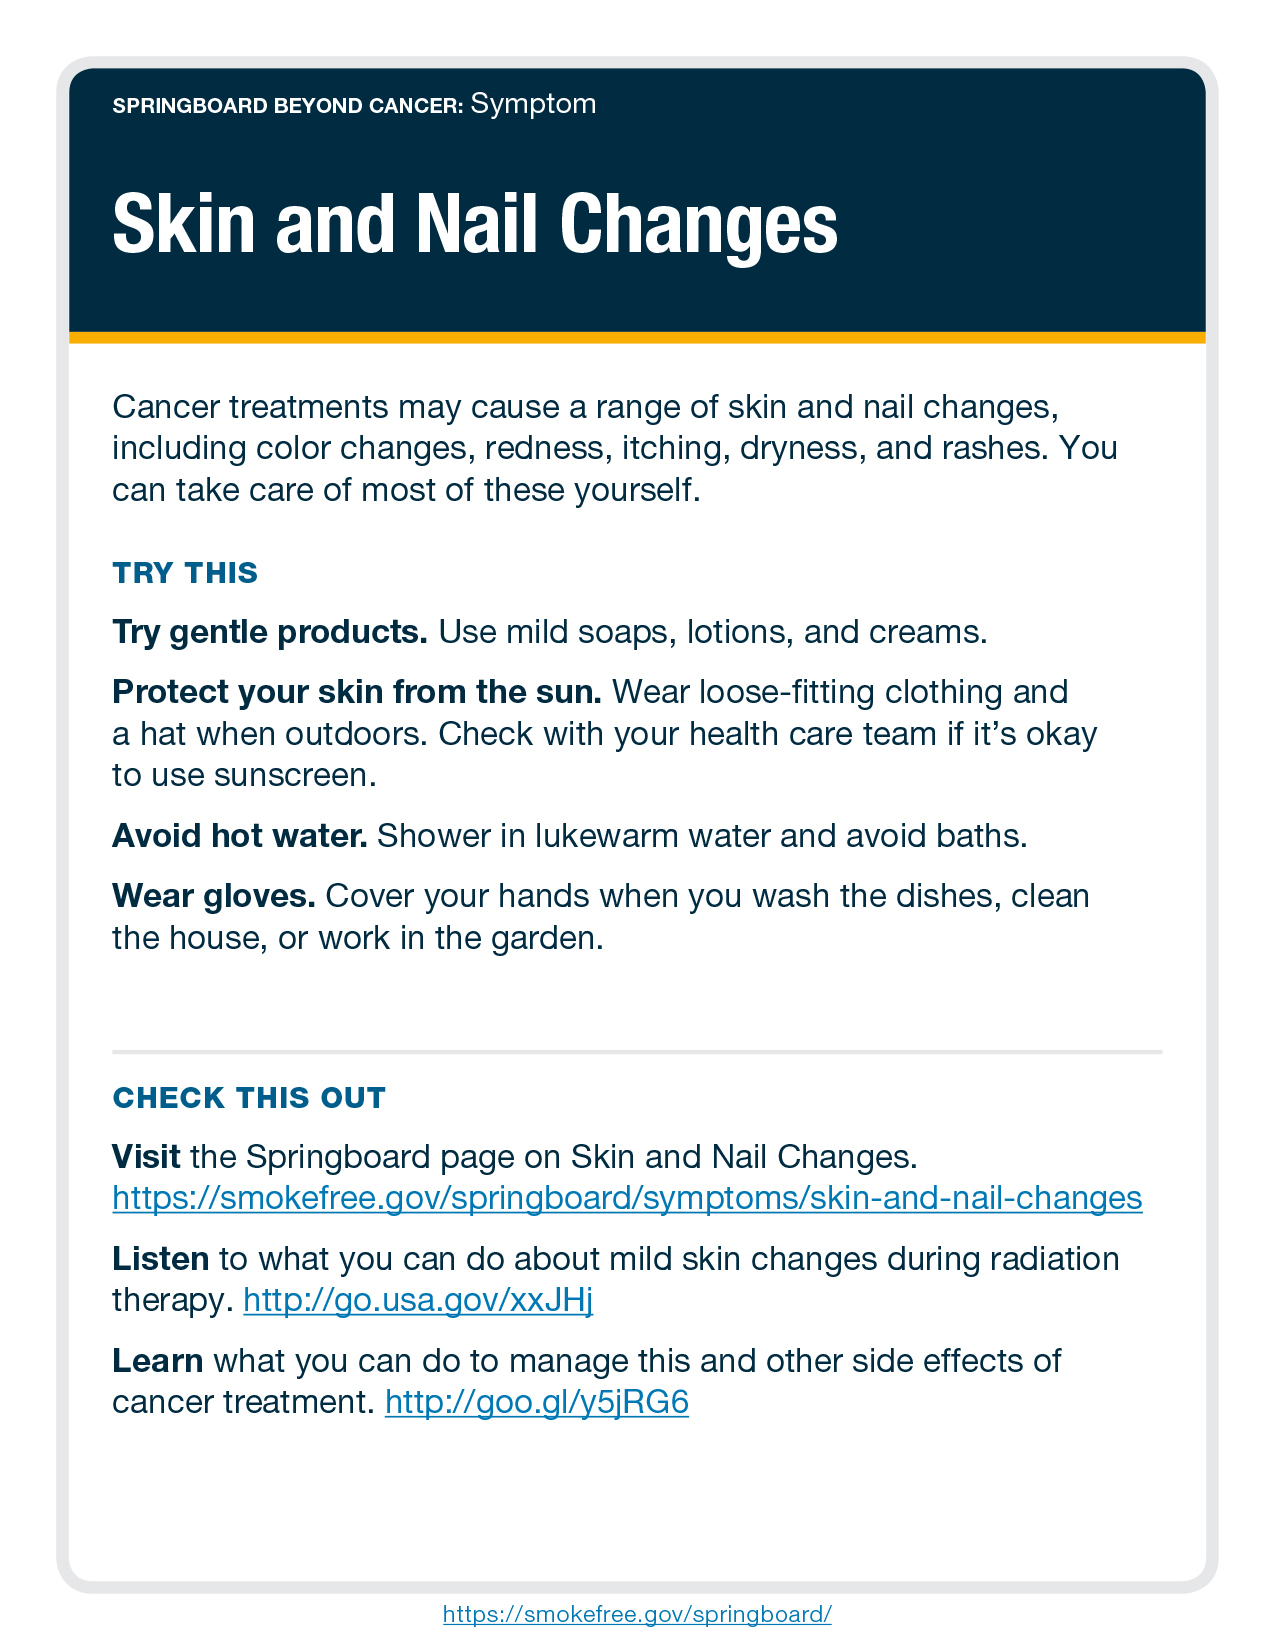 SPRINGBOARD BEYOND CANCER: Symptom
Skin and Nail Changes
Cancer treatments may cause a range of skin and nail changes,
including color changes, redness, itching, dryness, and rashes. You
can take care of most of these yourself.
TRY THIS
Try gentle products. Use mild soaps, lotions, and creams.
Protect your skin from the sun. Wear loose-fitting clothing and
a hat when outdoors. Check with your health care team if it’s okay
to use sunscreen.
Avoid hot water. Shower in lukewarm water and avoid baths.
Wear gloves. Cover your hands when you wash the dishes, clean
the house, or work in the garden.
CHECK THIS OUT
Visit the Springboard page on Skin and Nail Changes.
https://smokefree.gov/springboard/symptoms/skin-and-nail-changes
Listen to what you can do about mild skin changes during radiation
therapy. http://go.usa.gov/xxJHj
Learn what you can do to manage this and other side effects of
cancer treatment. http://goo.gl/y5jRG6
https://smokefree.gov/springboard/